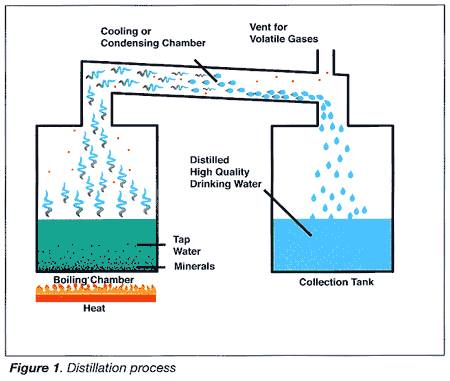 Cooling or
Condensing Chamber
Vent for
Volatile Gases
Distilled
High Quality
Drinking Water
Tap
Water
Minerals
Boiling Chamber
Heat
Collection Tank
Figure 1. Distillation process